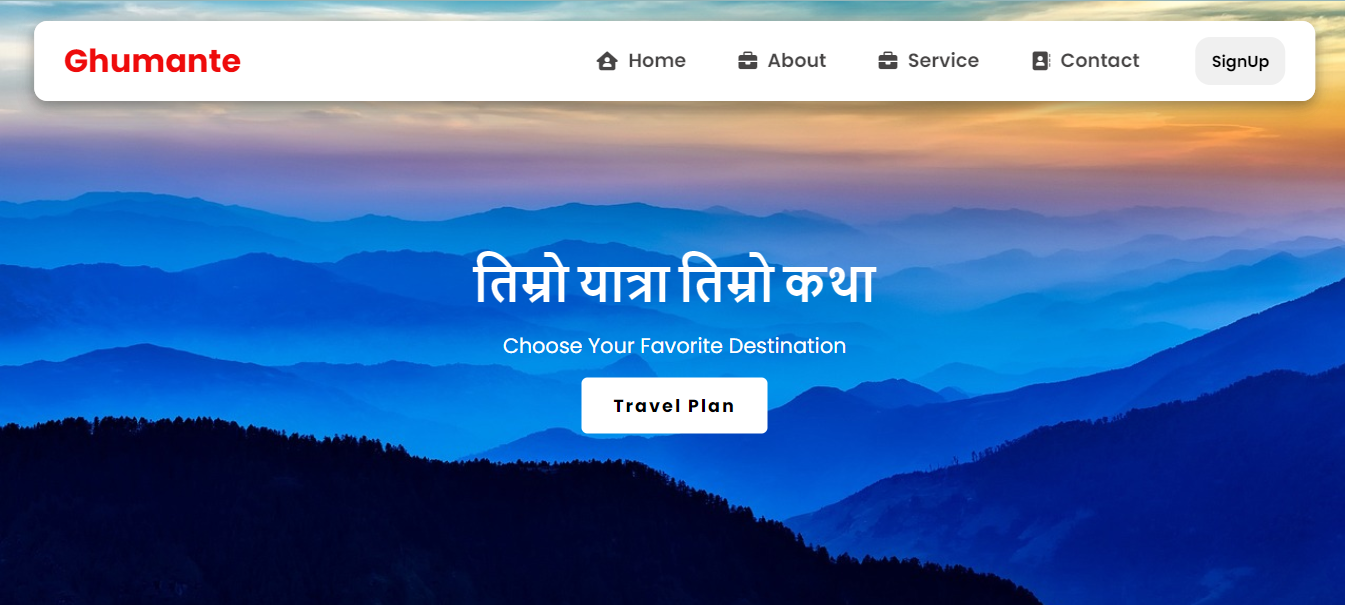 Ghumante
Home
About
Service
Contact
SignUp
तिम्रो यात्रा तिम्रो कथा
Choose Your Favorite Destination
Travel Plan